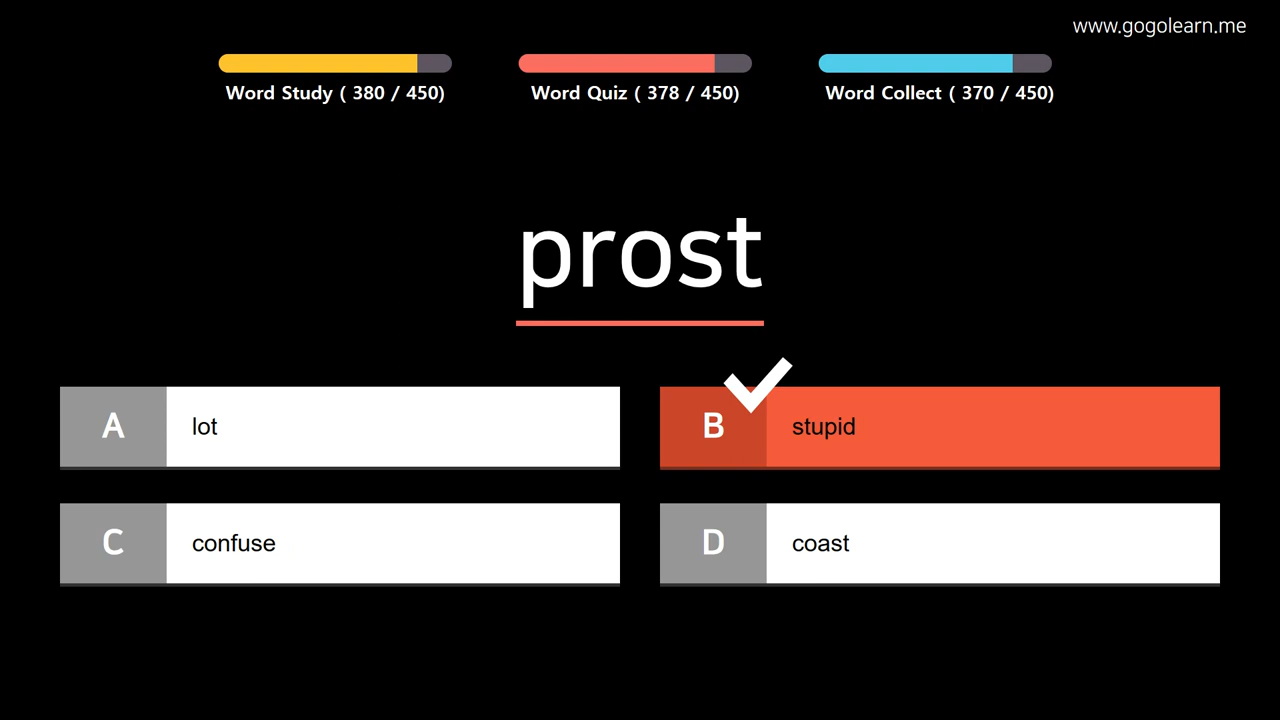 www.gogolearn.me
Word Study ( 380 / 450)
Word Quiz ( 378 / 450)
Word Collect ( 370 / 450)
prost
A lot
B stupid
C confuse
D coast